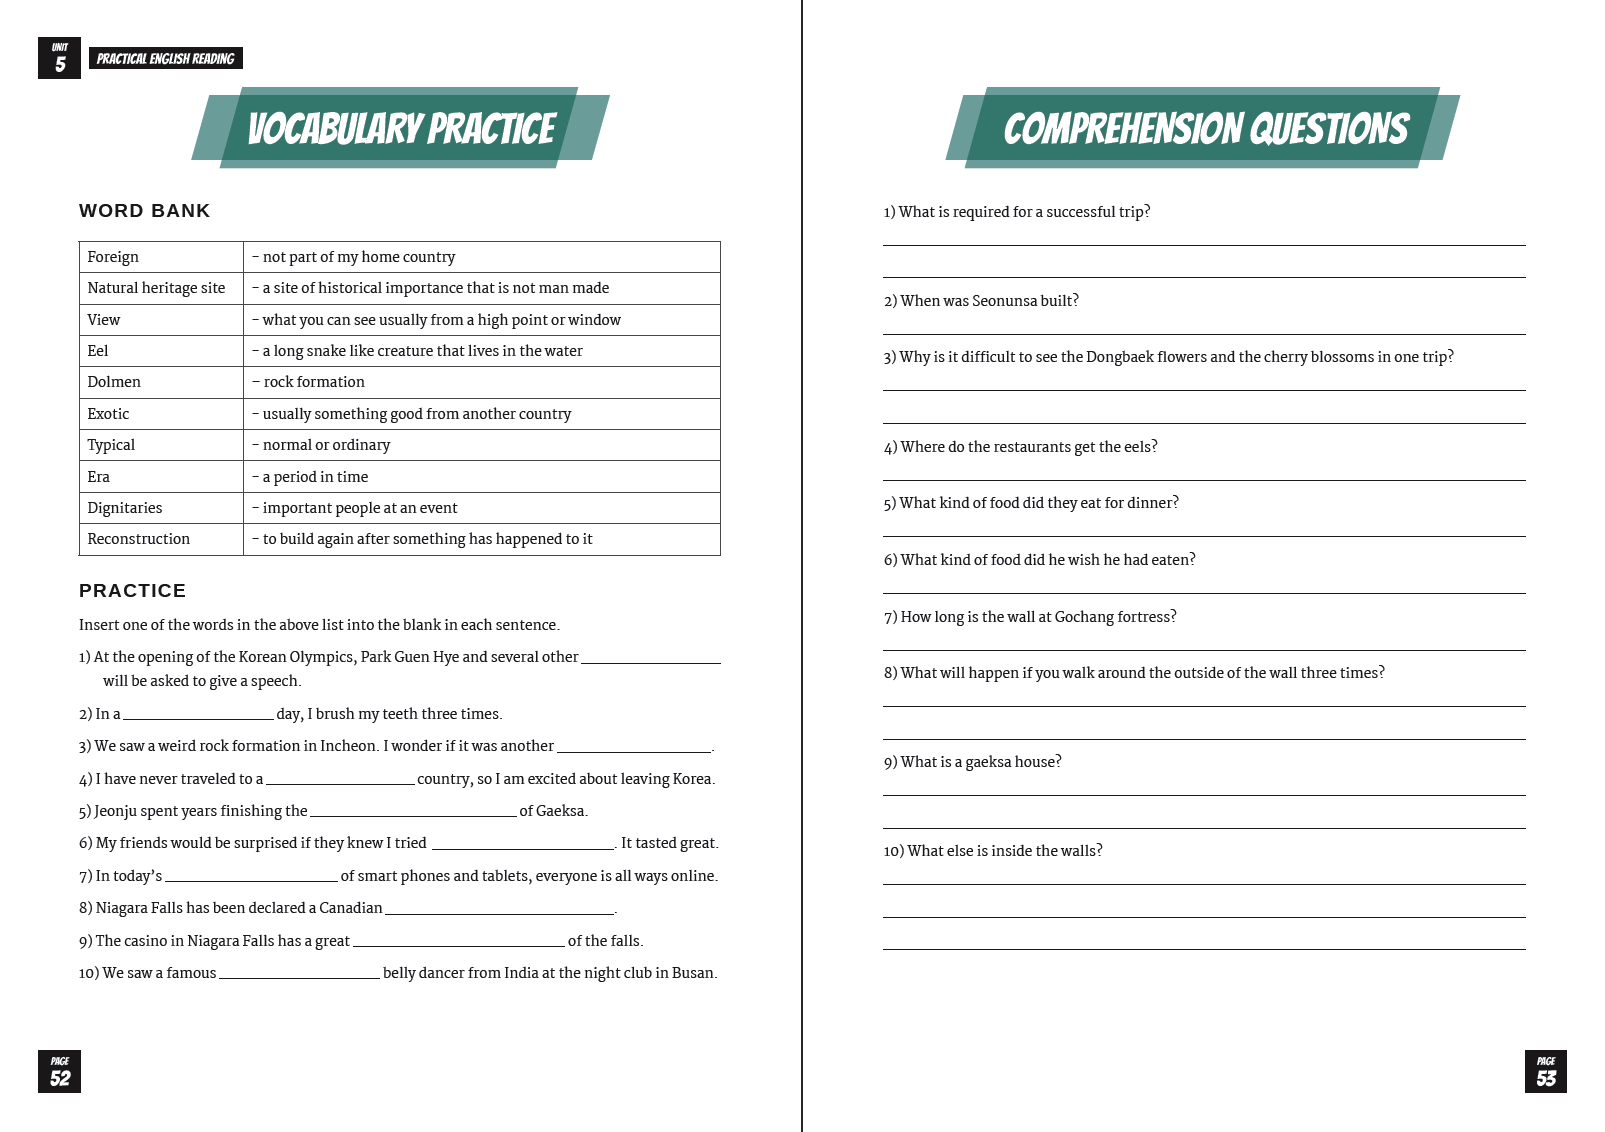 UNIT
5
PRACTICAL ENGLISH READING
VOCABULARY PRACTICE
WORD BANK
Foreign – not part of my home country
Natural heritage site – a site of historical importance that is not man made
View – what you can see usually from a high point or window
Eel – a long snake like creature that lives in the water
Dolmen – rock formation
Exotic – usually something good from another country
Typical – normal or ordinary
Era – a period in time
Dignitaries – important people at an event
Reconstruction – to build again after something has happened to it
PRACTICE
Insert one of the words in the above list into the blank in each sentence.
1) At the opening of the Korean Olympics, Park Guen Hye and several other ____
will be asked to give a speech.
2) In a ____ day, I brush my teeth three times.
3) We saw a weird rock formation in Incheon. I wonder if it was another ____.
4) I have never traveled to a ____ country, so I am excited about leaving Korea.
5) Jeonju spent years finishing the ____ of Gaeksa.
6) My friends would be surprised if they knew I tried ____. It tasted great.
7) In today's ____ of smart phones and tablets, everyone is all ways online.
8) Niagara Falls has been declared a Canadian ____.
9) The casino in Niagara Falls has a great ____ of the falls.
10) We saw a famous ____ belly dancer from India at the night club in Busan.
PAGE
52
COMPREHENSION QUESTIONS
1) What is required for a successful trip?
2) When was Seonunsa built?
3) Why is it difficult to see the Dongbaek flowers and the cherry blossoms in one trip?
4) Where do the restaurants get the eels?
5) What kind of food did they eat for dinner?
6) What kind of food did he wish he had eaten?
7) How long is the wall at Gochang fortress?
8) What will happen if you walk around the outside of the wall three times?
9) What is a gaeksa house?
10) What else is inside the walls?
PAGE
53